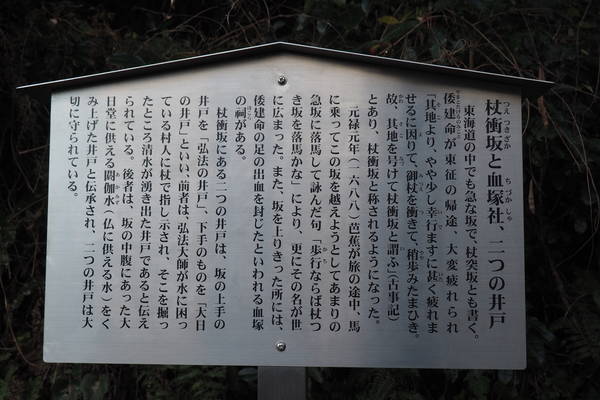 杖衝坂と血塚社、二つの井戸
東海道の中でも急な坂で、杖突坂とも書く。
倭建命が東征の帰途、大変疲れられ
「其地より、やや少し幸行ますに甚く疲れま
せるに因りて、御杖を衝きて、稍歩みたまひき。
故、其地を号けて杖衝坂と謂ふ」（古事記）
とあり、杖衝坂と称されるようになった。
元禄元年（一六八八）芭蕉が旅の途中、馬
に乗ってこの坂を越えようとしてあまりの
急坂に落馬して詠んだ句「歩行ならば杖つ
き坂を落馬かな」により、更にその名が世
に広まった。また、坂を上りきった所には、
倭建命の足の出血を封じたといわれる血塚
の祠がある。
杖衝坂にある二つの井戸は、坂の上手の
井戸を「弘法の井戸」、下手のものを「大日
の井戸」といい、前者は、弘法大師が水に困っ
ている村人に杖で指し示され、そこを掘っ
たところ清水が湧き出た井戸であると伝え
られている。後者は、坂の中腹にあった大
日堂に供える閼伽水（仏に供える水）をく
み上げた井戸と伝承され、二つの井戸は大
切に守られている。